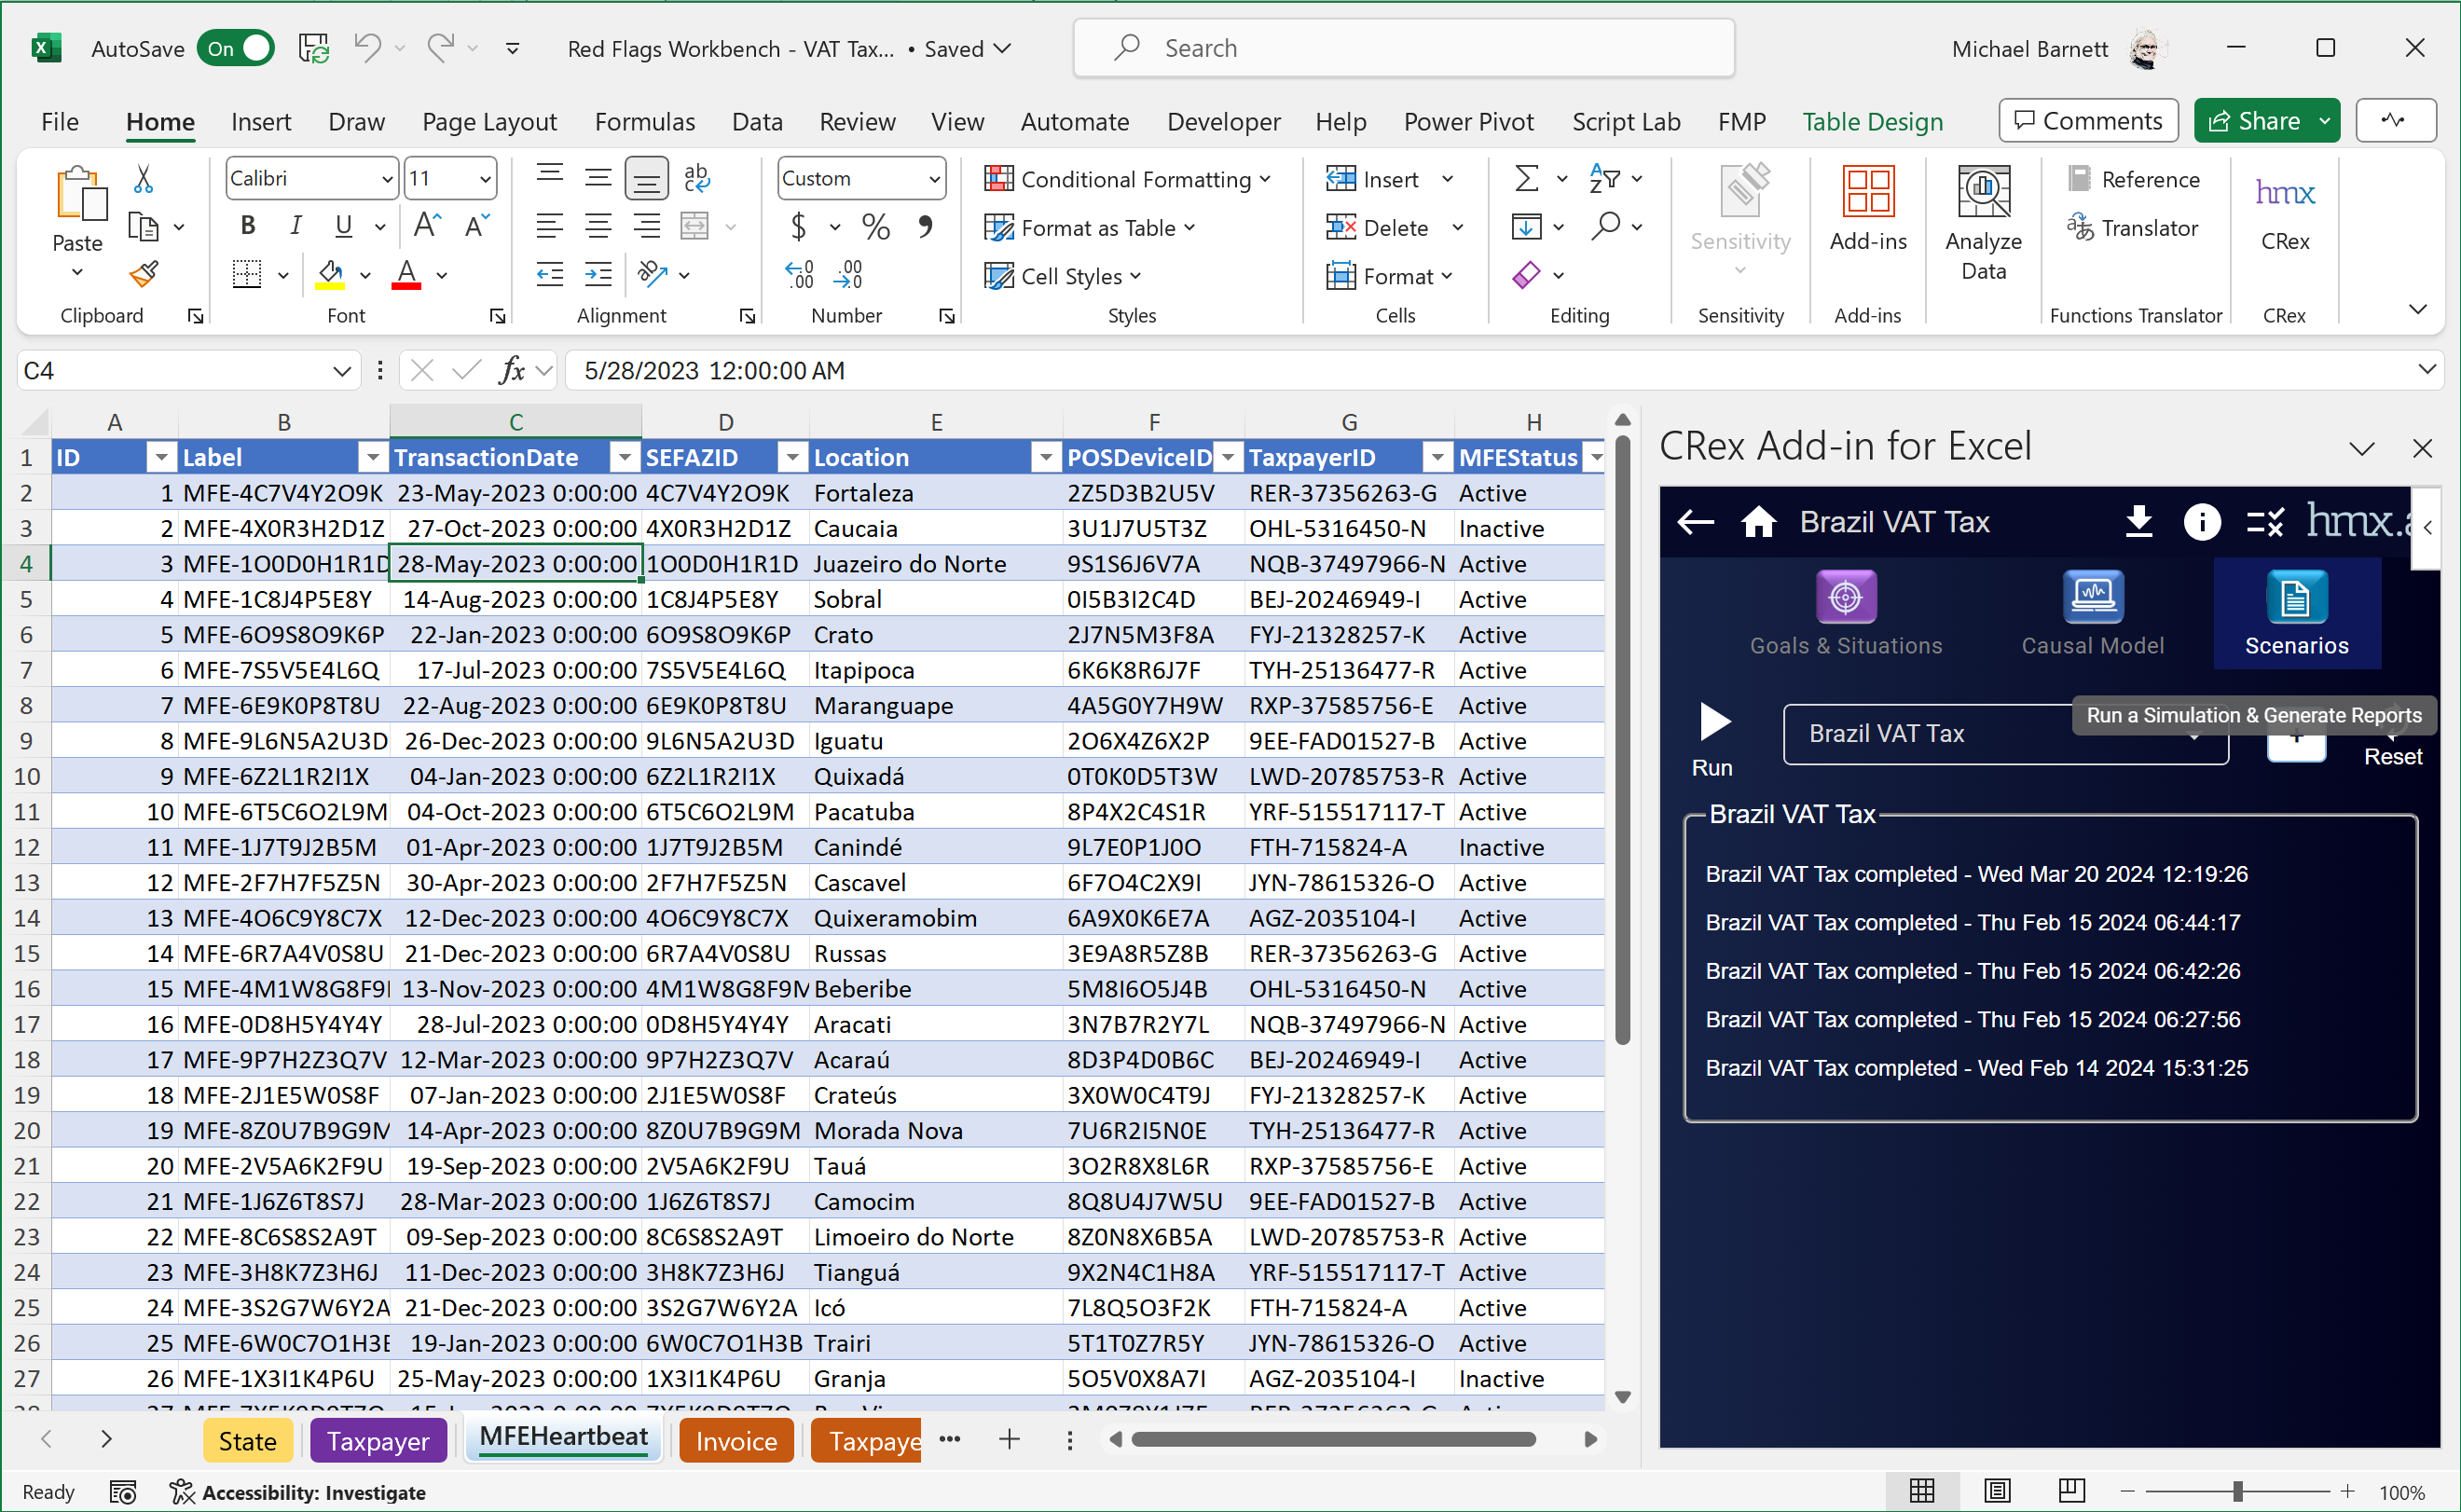 AutoSave On Red Flags Workbench - VAT Tax... • Saved Search Michael Barnett
File Home Insert Draw Page Layout Formulas Data Review View Automate Developer Help Power Pivot Script Lab FMP Table Design Comments Share
Paste
Clipboard
Calibri 11
B I U A A
A
Font
ab
c
Alignment
Custom
$ % ,
.00 .00
Number
Conditional Formatting
Format as Table
Cell Styles
Styles
Insert
Delete
Format
Cells
Editing
Sensitivity
Sensitivity
Add-ins
Add-ins
Analyze
Data
Reference
Translator
Functions Translator
hmx
CRex
CRex
C4 fx 5/28/2023 12:00:00 AM
A B C D E F G H
1 ID Label TransactionDate SEFAZID Location POSDeviceID TaxpayerID MFEStatus
2 1 MFE-4C7V4Y2O9K 23-May-2023 0:00:00 4C7V4Y2O9K Fortaleza 2Z5D3B2U5V RER-37356263-G Active
3 2 MFE-4X0R3H2D1Z 27-Oct-2023 0:00:00 4X0R3H2D1Z Caucaia 3U1J7U5T3Z OHL-5316450-N Inactive
4 3 MFE-1O0D0H1R1D 28-May-2023 0:00:00 1O0D0H1R1D Juazeiro do Norte 9S1S6J6V7A NQB-37497966-N Active
5 4 MFE-1C8J4P5E8Y 14-Aug-2023 0:00:00 1C8J4P5E8Y Sobral 0I5B3I2C4D BEJ-20246949-I Active
6 5 MFE-6O9S8O9K6P 22-Jan-2023 0:00:00 6O9S8O9K6P Crato 2J7N5M3F8A FYJ-21328257-K Active
7 6 MFE-7S5V5E4L6Q 17-Jul-2023 0:00:00 7S5V5E4L6Q Itapipoca 6K6K8R6J7F TYH-25136477-R Active
8 7 MFE-6E9K0P8T8U 22-Aug-2023 0:00:00 6E9K0P8T8U Maranguape 4A5G0Y7H9W RXP-37585756-E Active
9 8 MFE-9L6N5A2U3D 26-Dec-2023 0:00:00 9L6N5A2U3D Iguatu 2O6X4Z6X2P 9EE-FAD01527-B Active
10 9 MFE-6Z2L1R2I1X 04-Jan-2023 0:00:00 6Z2L1R2I1X Quixadá 0T0K0D5T3W LWD-20785753-R Active
11 10 MFE-6T5C6O2L9M 04-Oct-2023 0:00:00 6T5C6O2L9M Pacatuba 8P4X2C4S1R YRF-515517117-T Active
12 11 MFE-1J7T9J2B5M 01-Apr-2023 0:00:00 1J7T9J2B5M Canindé 9L7E0P1J0O FTH-715824-A Inactive
13 12 MFE-2F7H7F5Z5N 30-Apr-2023 0:00:00 2F7H7F5Z5N Cascavel 6F7O4C2X9I JYN-78615326-O Active
14 13 MFE-4O6C9Y8C7X 12-Dec-2023 0:00:00 4O6C9Y8C7X Quixeramobim 6A9X0K6E7A AGZ-2035104-I Active
15 14 MFE-6R7A4V0S8U 21-Dec-2023 0:00:00 6R7A4V0S8U Russas 3E9A8R5Z8B RER-37356263-G Active
16 15 MFE-4M1W8G8F9 13-Nov-2023 0:00:00 4M1W8G8F9M Beberibe 5M8I6O5J4B OHL-5316450-N Active
17 16 MFE-0D8H5Y4Y4Y 28-Jul-2023 0:00:00 0D8H5Y4Y4Y Aracati 3N7B7R2Y7L NQB-37497966-N Active
18 17 MFE-9P7H2Z3Q7V 12-Mar-2023 0:00:00 9P7H2Z3Q7V Acaraú 8D3P4D0B6C BEJ-20246949-I Active
19 18 MFE-2J1E5W0S8F 07-Jan-2023 0:00:00 2J1E5W0S8F Crateús 3X0W0C4T9J FYJ-21328257-K Active
20 19 MFE-8Z0U7B9G9M 14-Apr-2023 0:00:00 8Z0U7B9G9M Morada Nova 7U6R2I5N0E TYH-25136477-R Active
21 20 MFE-2V5A6K2F9U 19-Sep-2023 0:00:00 2V5A6K2F9U Tauá 3O2R8X8L6R RXP-37585756-E Active
22 21 MFE-1J6Z6T8S7J 28-Mar-2023 0:00:00 1J6Z6T8S7J Camocim 8Q8U4J7W5U 9EE-FAD01527-B Active
23 22 MFE-8C6S8S2A9T 09-Sep-2023 0:00:00 8C6S8S2A9T Limoeiro do Norte 8Z0N8X6B5A LWD-20785753-R Active
24 23 MFE-3H8K7Z3H6J 11-Dec-2023 0:00:00 3H8K7Z3H6J Tianguá 9X2N4C1H8A YRF-515517117-T Active
25 24 MFE-3S2G7W6Y2A 21-Dec-2023 0:00:00 3S2G7W6Y2A Icó 7L8Q5O3F2K FTH-715824-A Active
26 25 MFE-6W0C7O1H3B 19-Jan-2023 0:00:00 6W0C7O1H3B Trairi 5T1T0Z7R5Y JYN-78615326-O Active
27 26 MFE-1X3I1K4P6U 25-May-2023 0:00:00 1X3I1K4P6U Granja 5O5V0X8A7I AGZ-2035104-I Inactive
CRex Add-in for Excel
Brazil VAT Tax hmx.
Goals & Situations Causal Model Scenarios
Run a Simulation & Generate Reports
Brazil VAT Tax
Run Reset
Brazil VAT Tax
Brazil VAT Tax completed - Wed Mar 20 2024 12:19:26
Brazil VAT Tax completed - Thu Feb 15 2024 06:44:17
Brazil VAT Tax completed - Thu Feb 15 2024 06:42:26
Brazil VAT Tax completed - Thu Feb 15 2024 06:27:56
Brazil VAT Tax completed - Wed Feb 14 2024 15:31:25
State Taxpayer MFEHeartbeat Invoice Taxpaye
Ready Accessibility: Investigate 100%